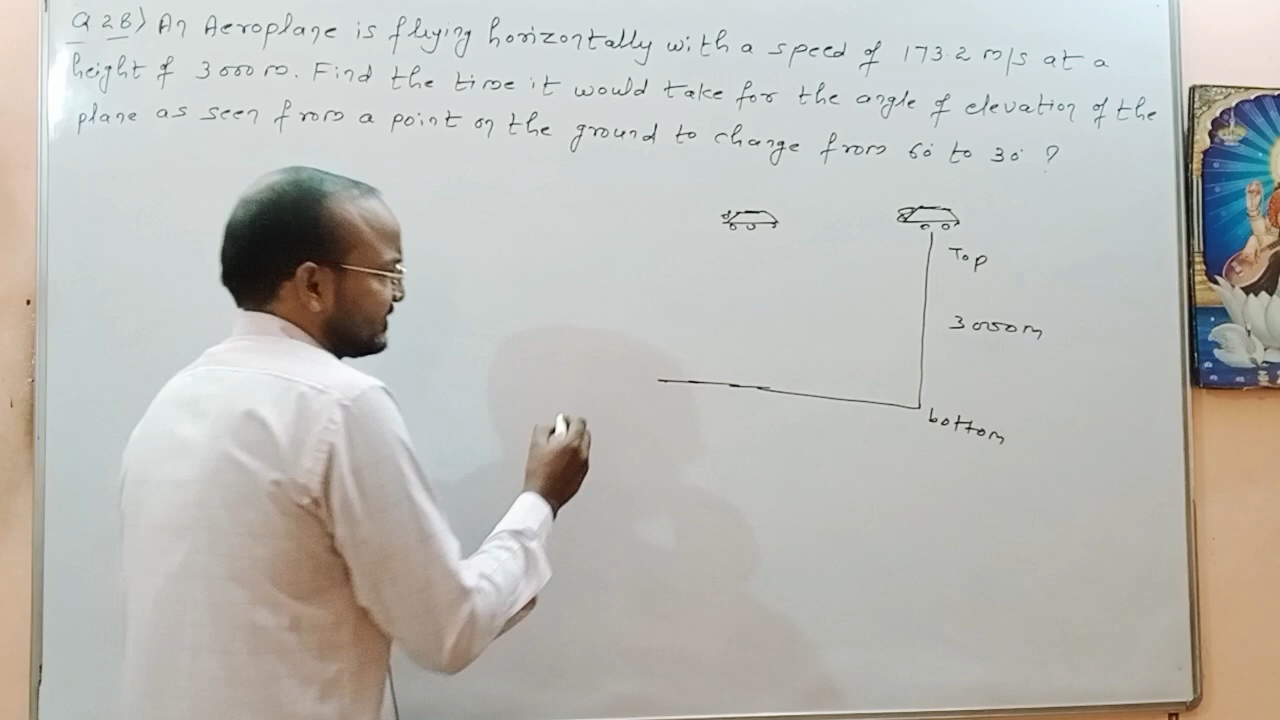 Q 28) An Aeroplane is flying horizontally with a speed of 173.2 m/s at a
height of 3000 m. Find the time it would take for the angle of elevation of the
plane as seen from a point on the ground to change from 60° to 30° ?
Top
3000m
bottom